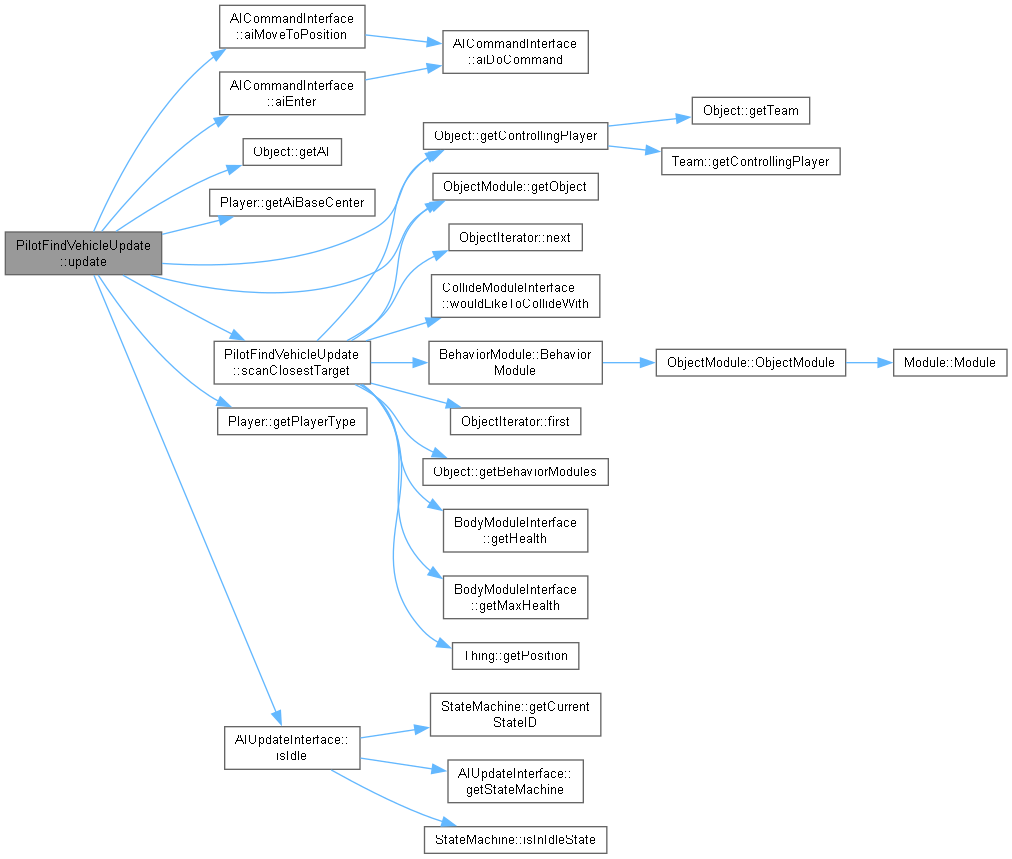 AICommandInterface
::aiMoveToPosition
AICommandInterface
::aiDoCommand
AICommandInterface
::aiEnter
Object::getTeam
Object::getControllingPlayer
Object::getAI
Team::getControllingPlayer
ObjectModule::getObject
Player::getAiBaseCenter
ObjectIterator::next
PilotFindVehicleUpdate
::update
CollideModuleInterface
::wouldLikeToCollideWith
PilotFindVehicleUpdate
::scanClosestTarget
BehaviorModule::Behavior
Module
ObjectModule::ObjectModule
Module::Module
Player::getPlayerType
ObjectIterator::first
Object::getBehaviorModules
BodyModuleInterface
::getHealth
BodyModuleInterface
::getMaxHealth
Thing::getPosition
StateMachine::getCurrent
StateID
AIUpdateInterface::
isIdle
AIUpdateInterface::
getStateMachine
StateMachine::isInIdleState